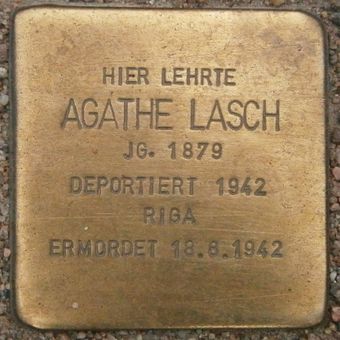 HIER LEHRTE
AGATHE LASCH
JG. 1879
DEPORTIERT 1942
RIGA
ERMORDET 18.8.1942